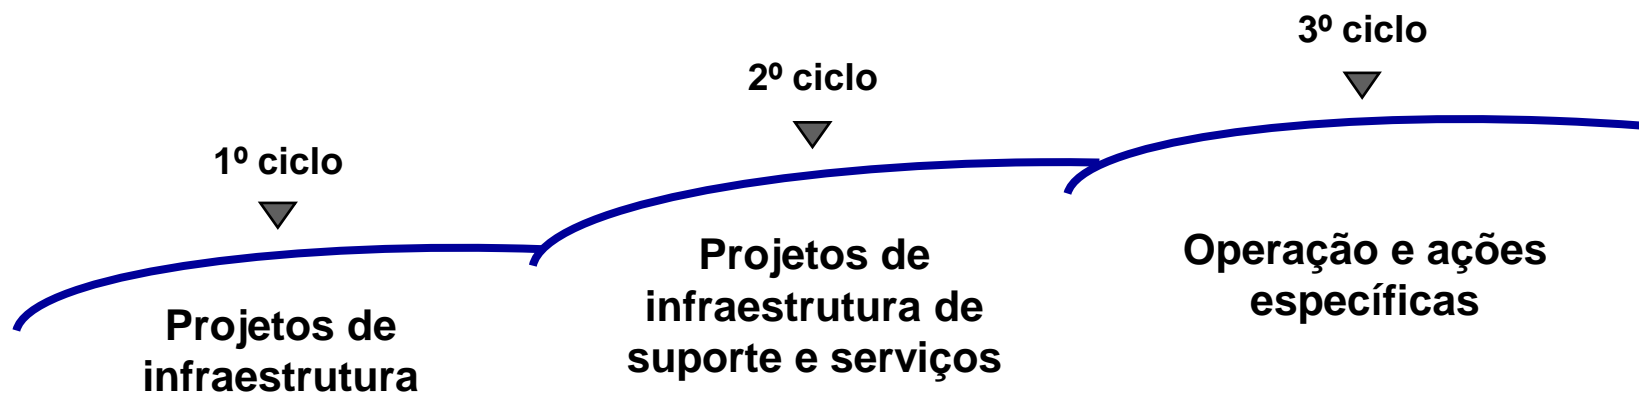 1º ciclo
Projetos de
infraestrutura
2º ciclo
Projetos de
infraestrutura de
suporte e serviços
3º ciclo
Operação e ações
específicas